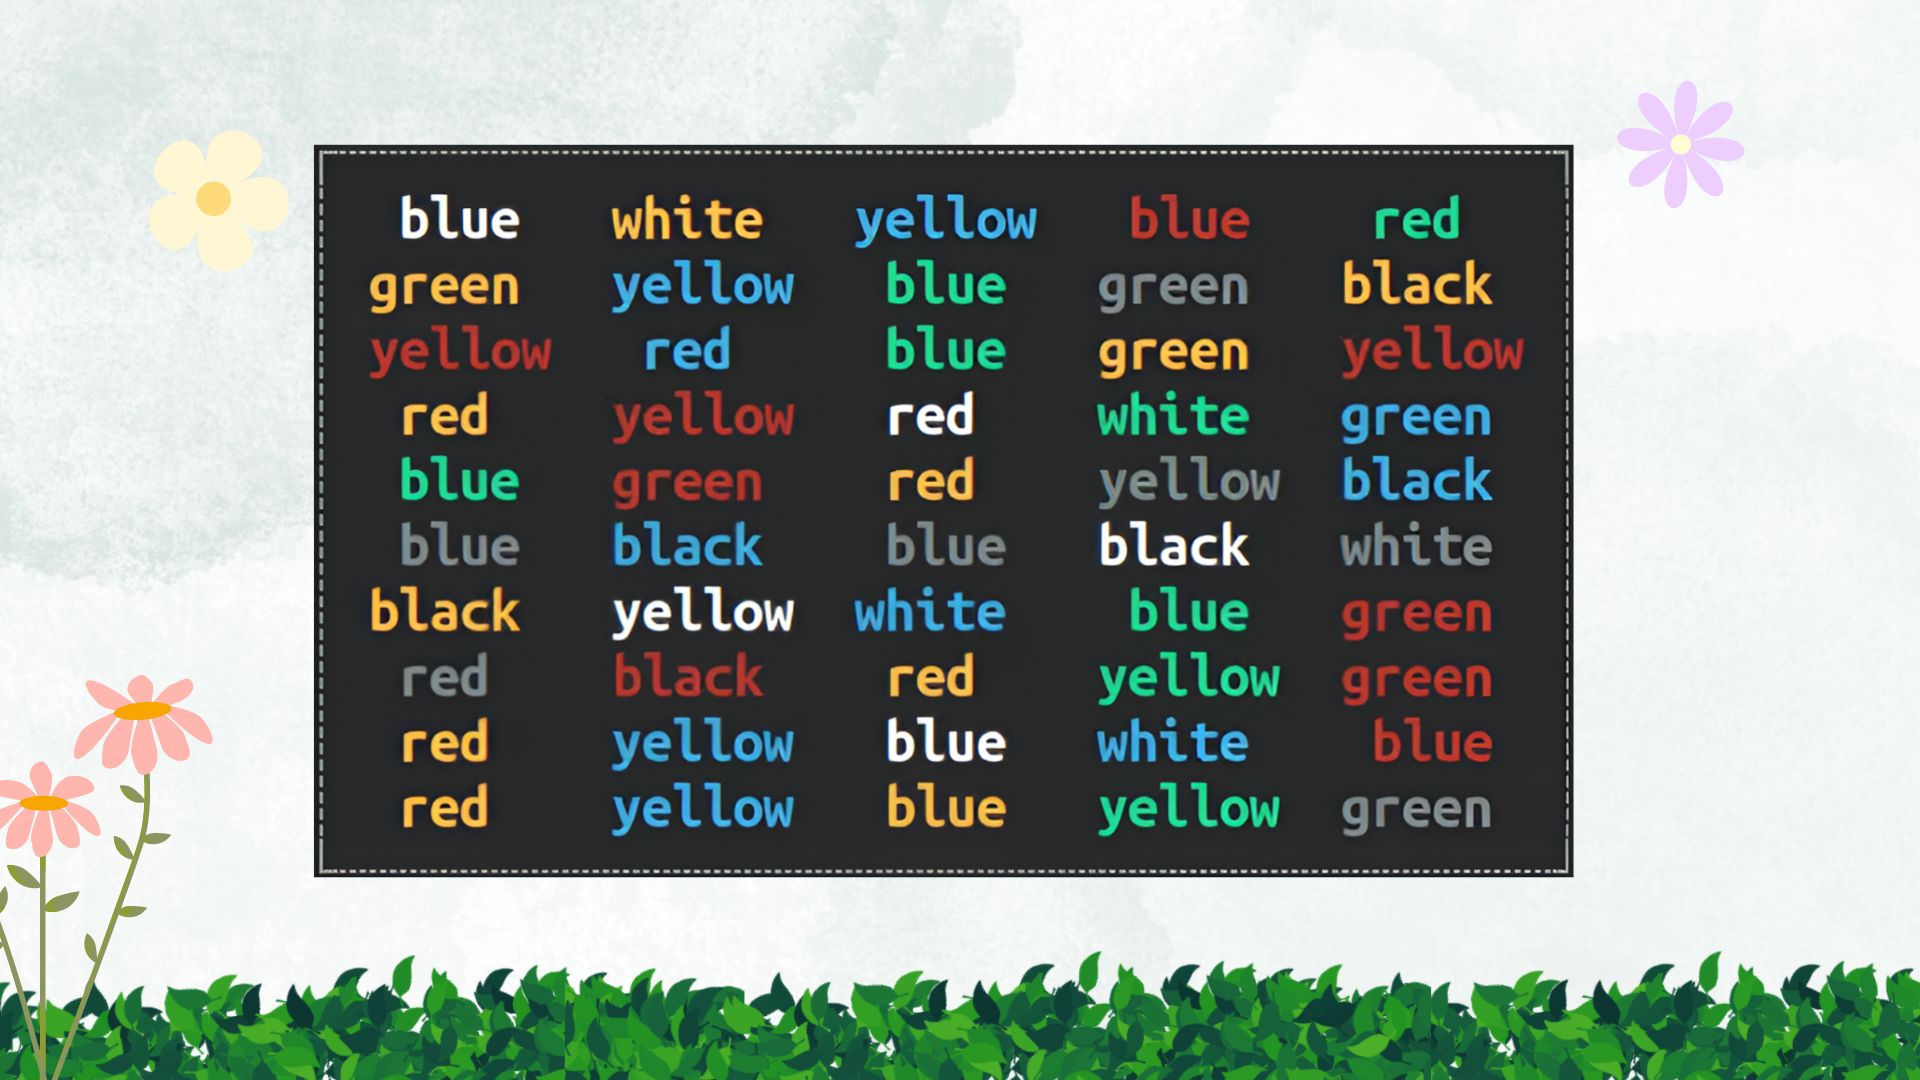 blue white yellow blue red
green yellow blue green black
yellow red blue green yellow
red yellow red white green
blue green red yellow black
blue black blue black white
black yellow white blue green
red black red yellow green
red yellow blue white blue
red yellow blue yellow green